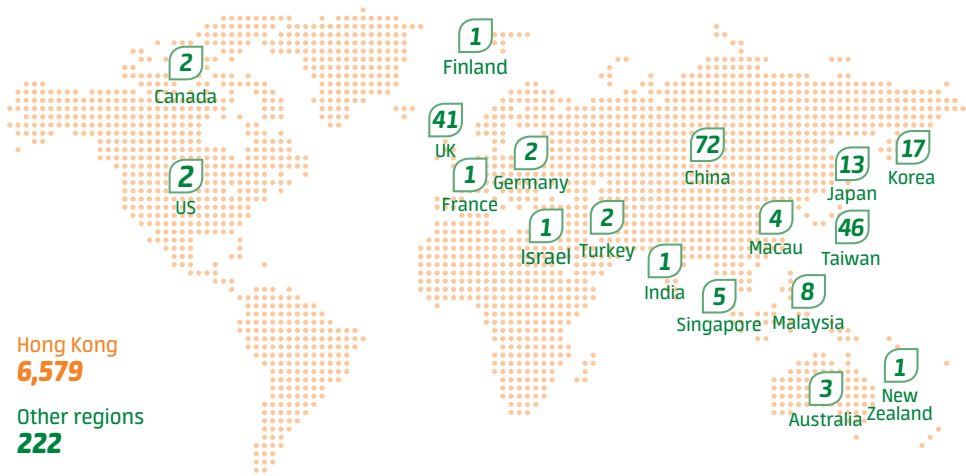 1
Finland
2
Canada
41
UK
2
Germany
72
China
17
Korea
13
Japan
1
France
2
US
1
Israel
2
Turkey
4
Macau
46
Taiwan
1
India
5
Singapore
8
Malaysia
Hong Kong
6,579
1
New
Zealand
3
Australia
Other regions
222